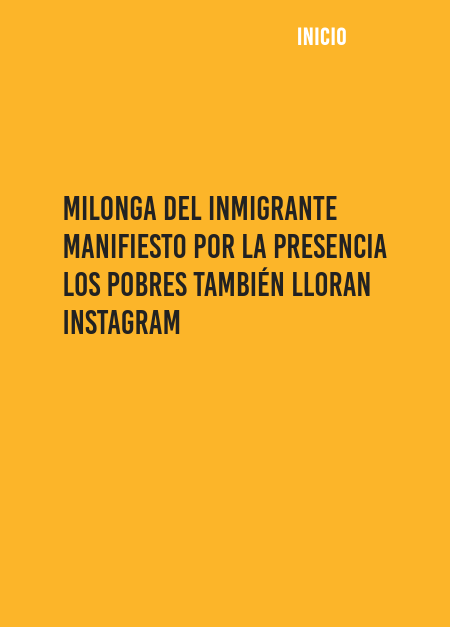 INICIO
MILONGA DEL INMIGRANTE
MANIFIESTO POR LA PRESENCIA
LOS POBRES TAMBIÉN LLORAN
INSTAGRAM